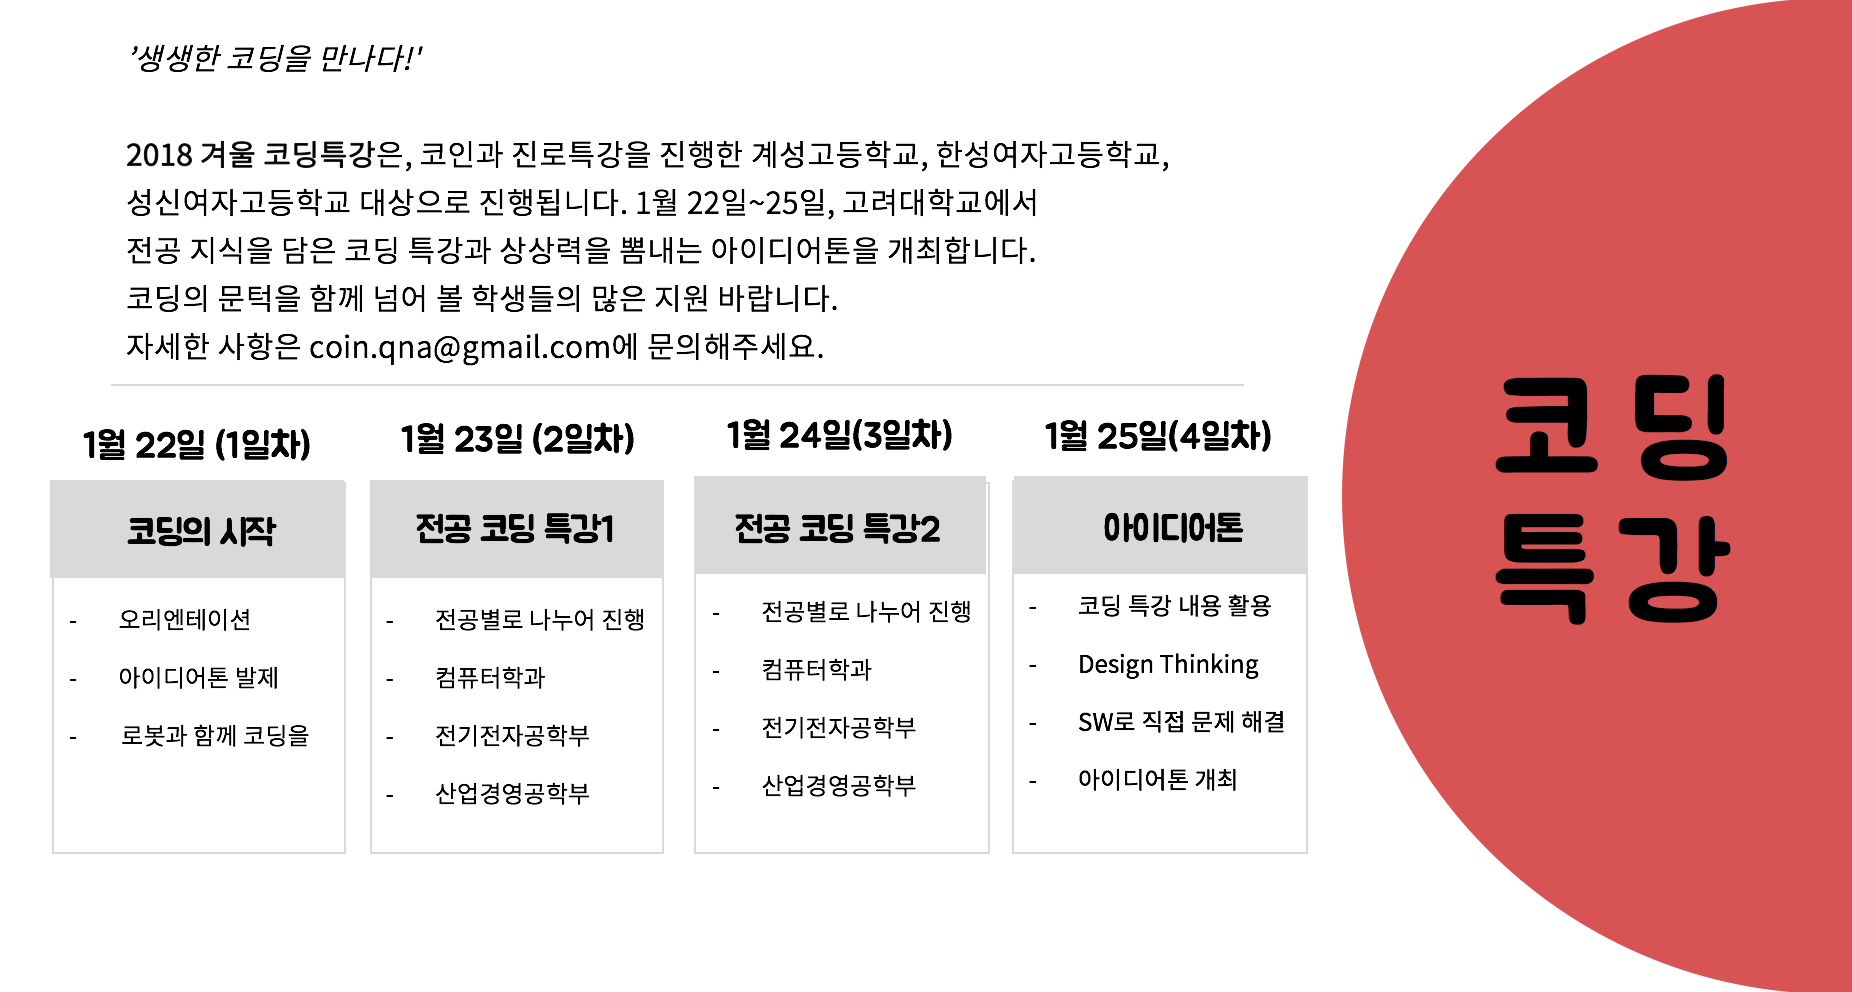 '생생한 코딩을 만나다!'
2018 겨울 코딩특강은, 코인과 진로특강을 진행한 계성고등학교, 한성여자고등학교,
성신여자고등학교 대상으로 진행됩니다. 1월 22일~25일, 고려대학교에서
전공 지식을 담은 코딩 특강과 상상력을 뽐내는 아이디어톤을 개최합니다.
코딩의 문턱을 함께 넘어 볼 학생들의 많은 지원 바랍니다.
자세한 사항은 coin.qna@gmail.com에 문의해주세요.
1월 22일 (1일차)
코딩의 시작
- 오리엔테이션
- 아이디어톤 발제
- 로봇과 함께 코딩을
1월 23일 (2일차)
전공 코딩 특강1
- 전공별로 나누어 진행
- 컴퓨터학과
- 전기전자공학부
- 산업경영공학부
1월 24일(3일차)
전공 코딩 특강2
- 전공별로 나누어 진행
- 컴퓨터학과
- 전기전자공학부
- 산업경영공학부
1월 25일(4일차)
아이디어톤
- 코딩 특강 내용 활용
- Design Thinking
- SW로 직접 문제 해결
- 아이디어톤 개최
코딩
특강